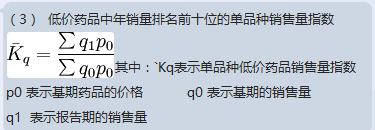 （3） 低价药品中年销量排名前十位的单品种销售量指数
K̄q = ∑ q1p0 / ∑ q0p0 其中：`Kq表示单品种低价药品销售量指数
p0 表示基期药品的价格 q0 表示基期的销售量
q1 表示报告期的销售量